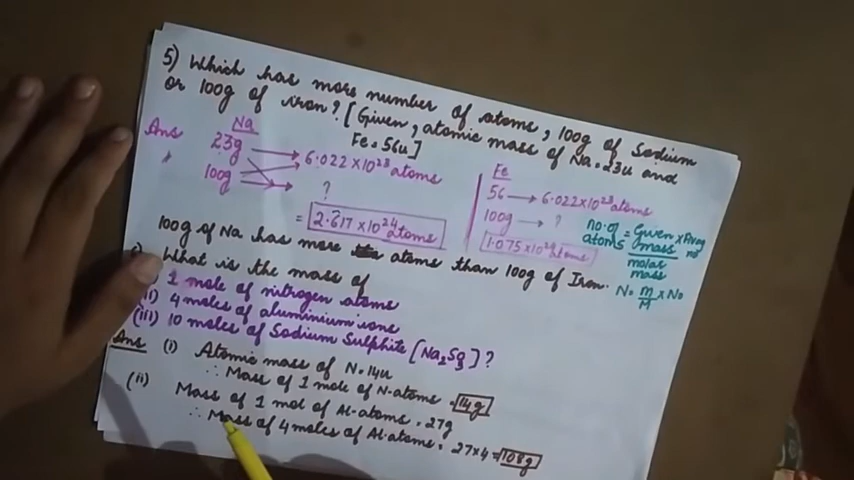 5) Which has more number of atoms, 100g of Sodium
or 100g of iron? [Given, atomic mass of Na=23u and
Fe = 56u]
Ans
Na
23g → 6.022×10²³ atoms
100g → ?
= 2.617×10²⁴ atoms
Fe
56 → 6.022×10²³ atoms
100g → ?
1.075×10²⁴ atoms
no. of atoms = Given mass / molar mass × Avog no
N = m/M × No
100g of Na has more atoms than 100g of Iron.
What is the mass of
1 mole of nitrogen atoms
(ii) 4 moles of aluminium ions
(iii) 10 moles of Sodium Sulphite [Na₂SO₃]?
Ans (i) Atomic mass of N = 14u
∴ Mass of 1 mole of N-atoms = 14g
(ii) Mass of 1 mol of Al-atoms = 27g
∴ Mass of 4 moles of Al-atoms = 27×4 = 108g